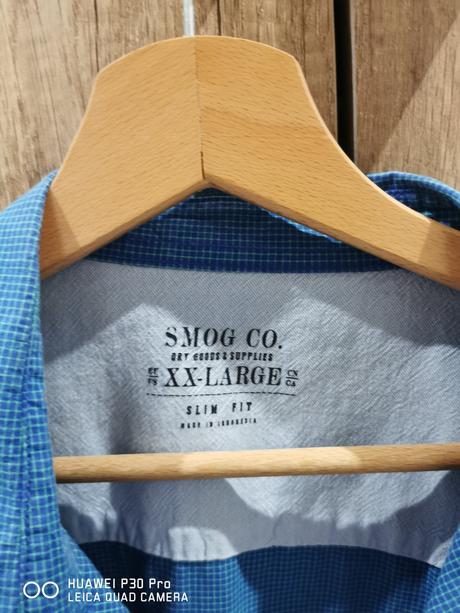 SMOG CO.
DRY GOODS & SUPPLIES
XX-LARGE
SLIM FIT
MADE IN INDONESIA
HUAWEI P30 Pro
LEICA QUAD CAMERA